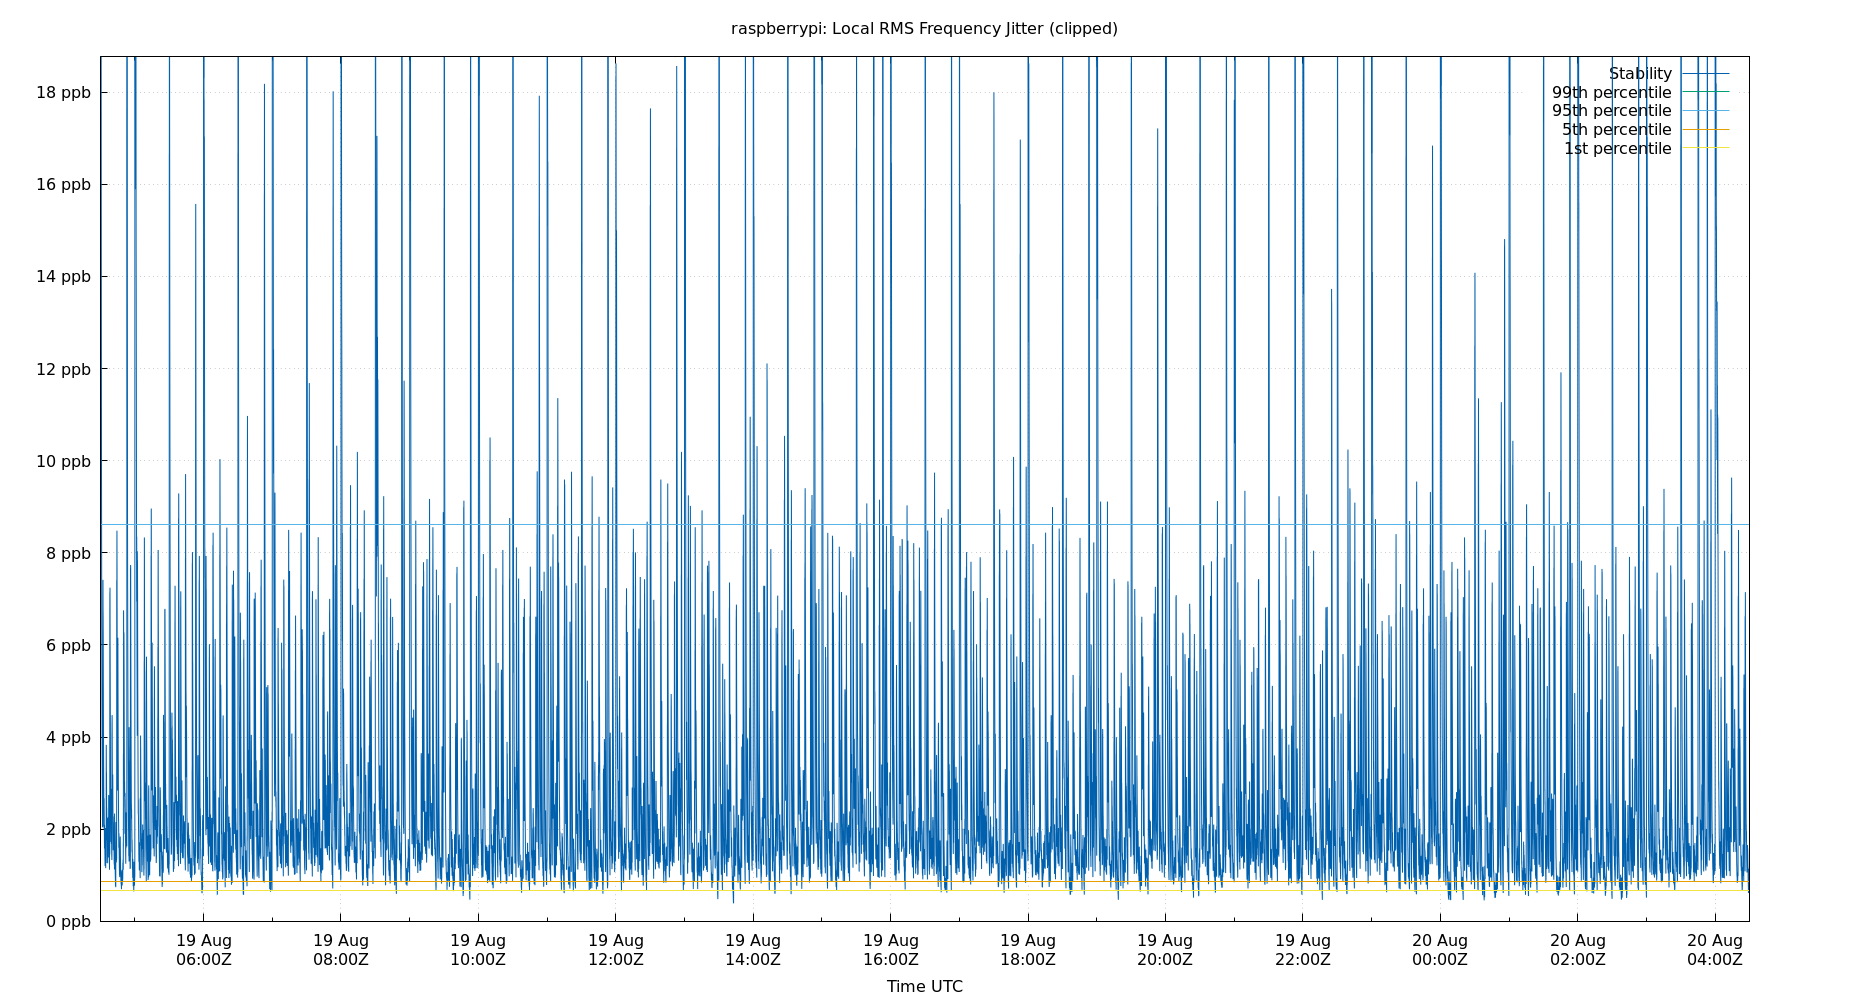 raspberrypi: Local RMS Frequency Jitter (clipped)
Stability
99th percentile
95th percentile
5th percentile
1st percentile
18 ppb
16 ppb
14 ppb
12 ppb
10 ppb
8 ppb
6 ppb
4 ppb
2 ppb
0 ppb
19 Aug 19 Aug 19 Aug 19 Aug 19 Aug 19 Aug 19 Aug 19 Aug 19 Aug 20 Aug 20 Aug 20 Aug
06:00Z 08:00Z 10:00Z 12:00Z 14:00Z 16:00Z 18:00Z 20:00Z 22:00Z 00:00Z 02:00Z 04:00Z
Time UTC